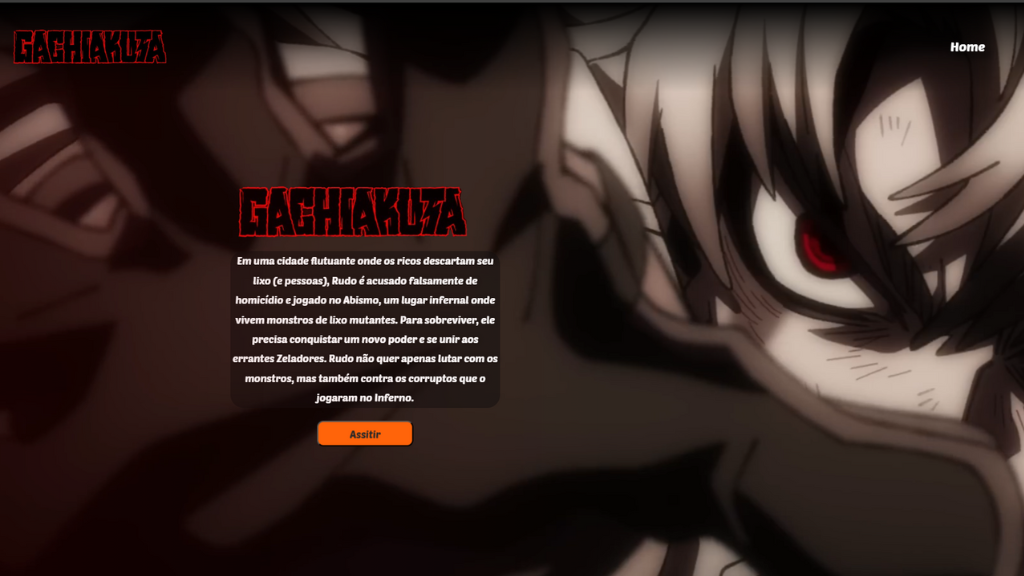 GACHIAKUTA
Home
GACHIAKUTA
Em uma cidade flutuante onde os ricos descartam seu
lixo (e pessoas), Rudo é acusado falsamente de
homicídio e jogado no Abismo, um lugar infernal onde
vivem monstros de lixo mutantes. Para sobreviver, ele
precisa conquistar um novo poder e se unir aos
errantes Zeladores. Rudo não quer apenas lutar com os
monstros, mas também contra os corruptos que o
jogaram no Inferno.
Assitir